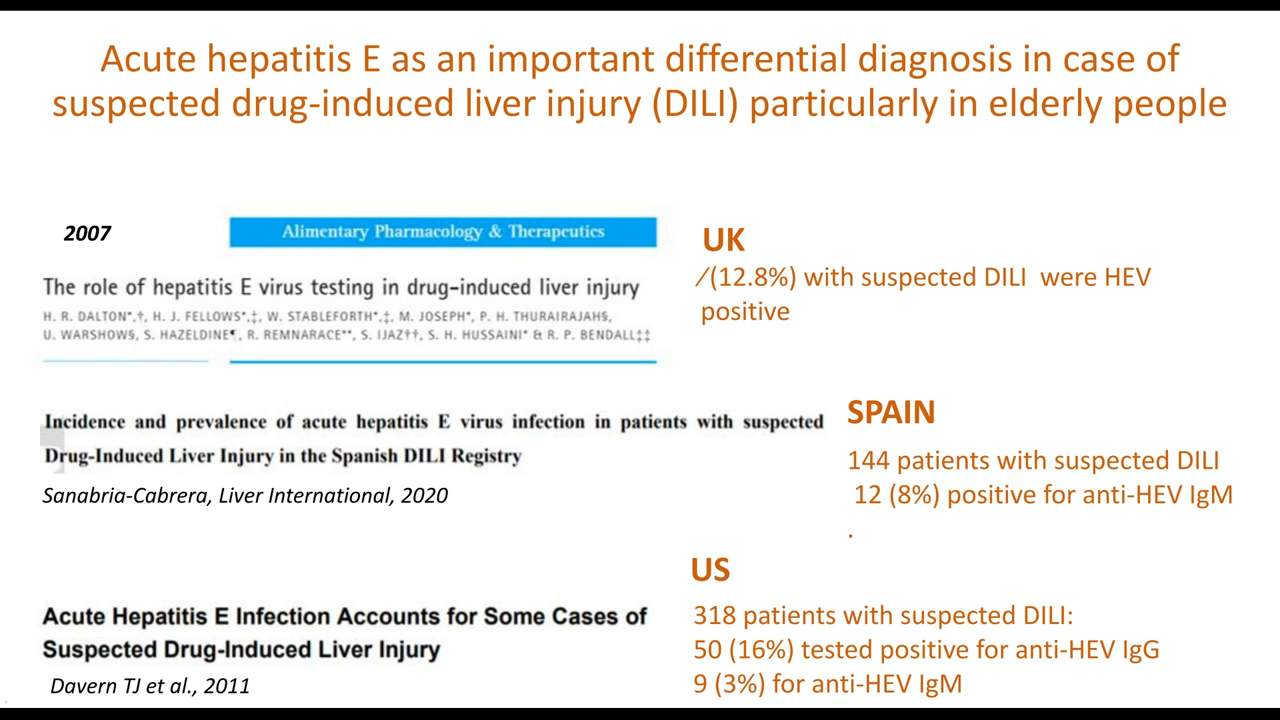 Acute hepatitis E as an important differential diagnosis in case of
suspected drug-induced liver injury (DILI) particularly in elderly people
2007
Alimentary Pharmacology & Therapeutics
The role of hepatitis E virus testing in drug–induced liver injury
H. R. DALTON*,†, H. J. FELLOWS*,‡, W. STABLEFORTH*,‡, M. JOSEPH*, P. H. THURAIRAJAH§,
U. WARSHOW§, S. HAZELDINE¶, R. REMNARACE**, S. IJAZ††, S. H. HUSSAINI* & R. P. BENDALL‡‡
UK
/(12.8%) with suspected DILI were HEV
positive
Incidence and prevalence of acute hepatitis E virus infection in patients with suspected
Drug-Induced Liver Injury in the Spanish DILI Registry
Sanabria-Cabrera, Liver International, 2020
SPAIN
144 patients with suspected DILI
12 (8%) positive for anti-HEV IgM
.
Acute Hepatitis E Infection Accounts for Some Cases of
Suspected Drug-Induced Liver Injury
Davern TJ et al., 2011
US
318 patients with suspected DILI:
50 (16%) tested positive for anti-HEV IgG
9 (3%) for anti-HEV IgM